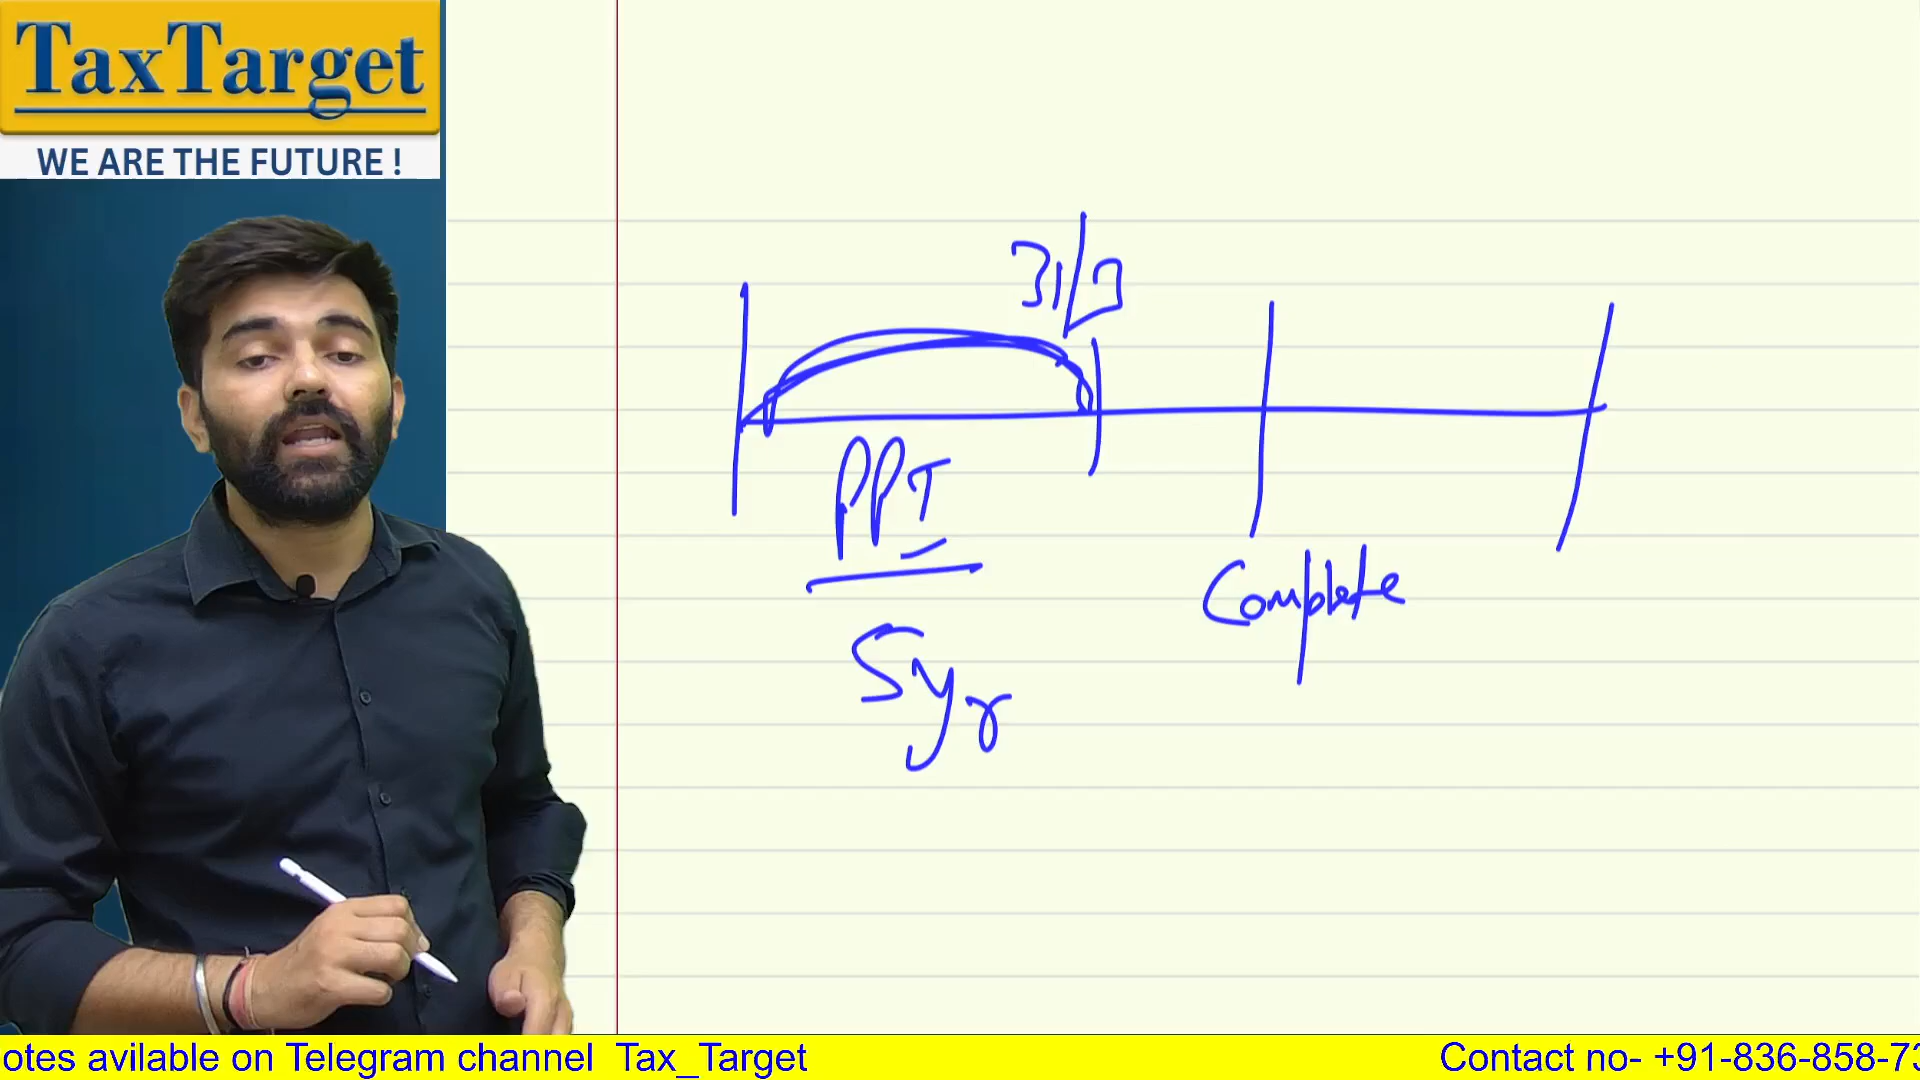 TaxTarget
WE ARE THE FUTURE !
31/3
PPT
5yr
Complete
otes avilable on Telegram channel Tax_Target
Contact no- +91-836-858-73